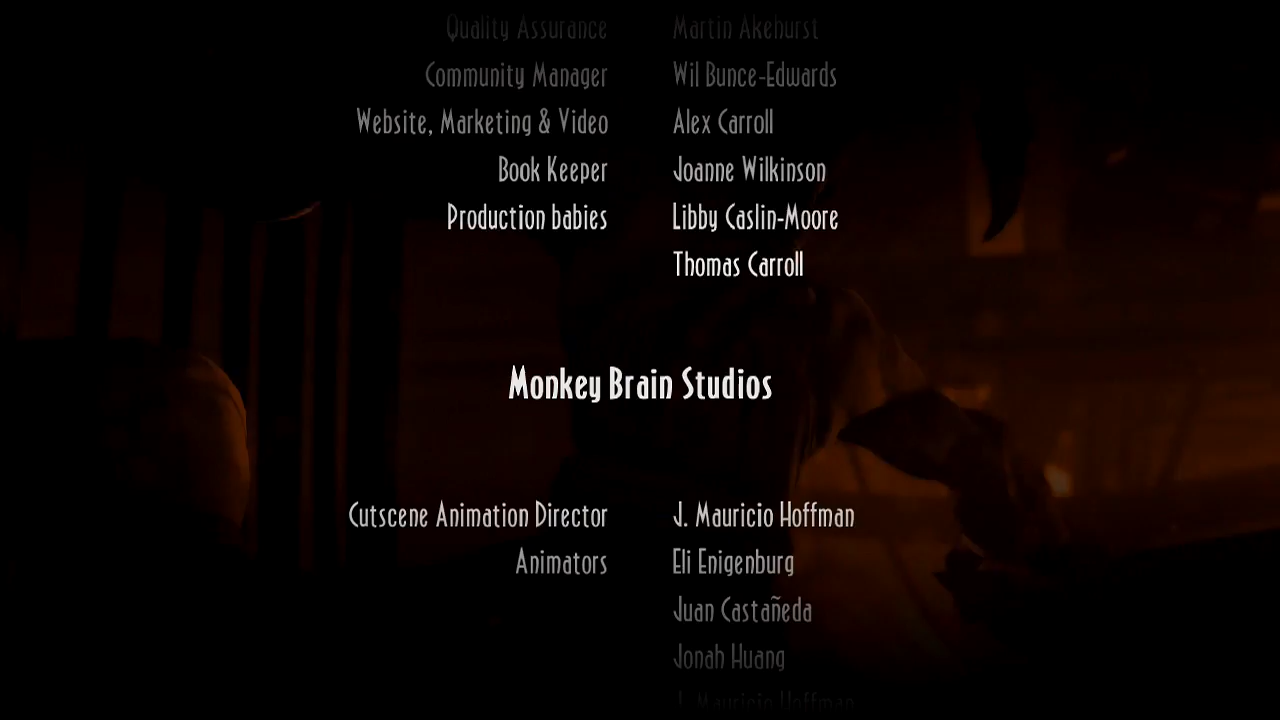 Quality Assurance Martin Akehurst
Community Manager Wil Bunce-Edwards
Website, Marketing & Video Alex Carroll
Book Keeper Joanne Wilkinson
Production babies Libby Caslin-Moore
Thomas Carroll
Monkey Brain Studios
Cutscene Animation Director J. Mauricio Hoffman
Animators Eli Enigenburg
Juan Castañeda
Jonah Huang
J. Mauricio Hoffman